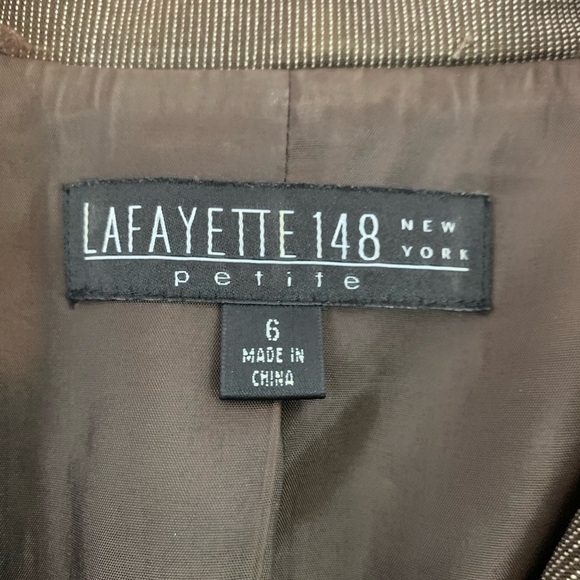 LAFAYETTE 148 NEW YORK
petite
6
MADE IN
CHINA